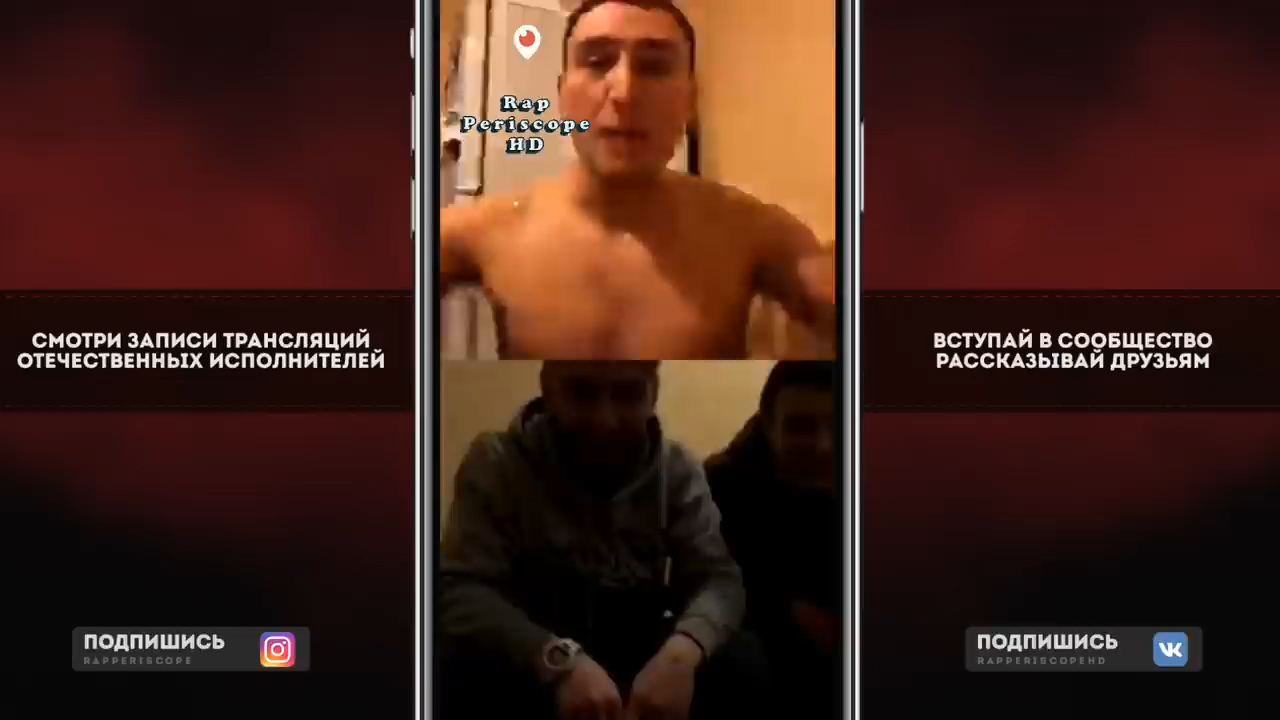 Rap
Periscope
HD
СМОТРИ ЗАПИСИ ТРАНСЛЯЦИЙ
ОТЕЧЕСТВЕННЫХ ИСПОЛНИТЕЛЕЙ
ВСТУПАЙ В СООБЩЕСТВО
РАССКАЗЫВАЙ ДРУЗЬЯМ
ПОДПИШИСЬ
RAPPERISCOPE
ПОДПИШИСЬ
RAPPERISCOPEHD